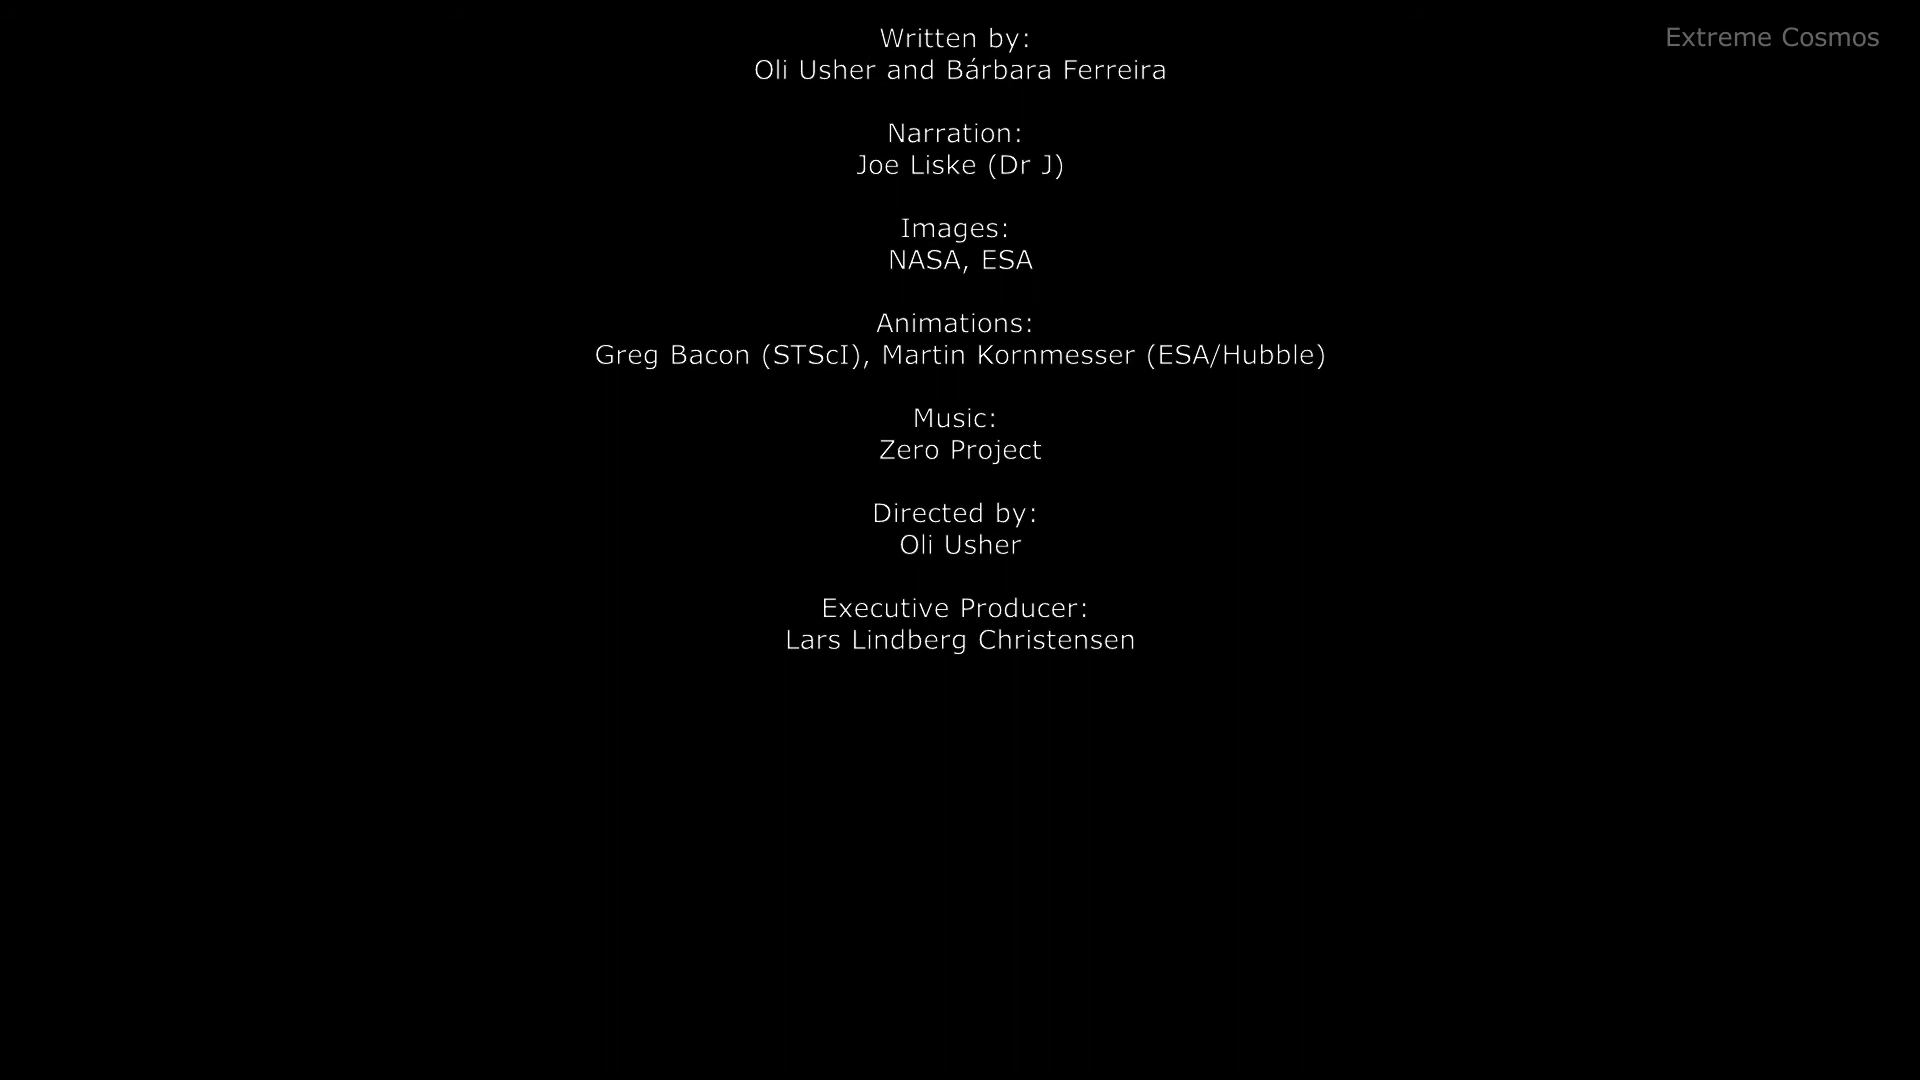 Extreme Cosmos
Written by:
Oli Usher and Bárbara Ferreira
Narration:
Joe Liske (Dr J)
Images:
NASA, ESA
Animations:
Greg Bacon (STScI), Martin Kornmesser (ESA/Hubble)
Music:
Zero Project
Directed by:
Oli Usher
Executive Producer:
Lars Lindberg Christensen